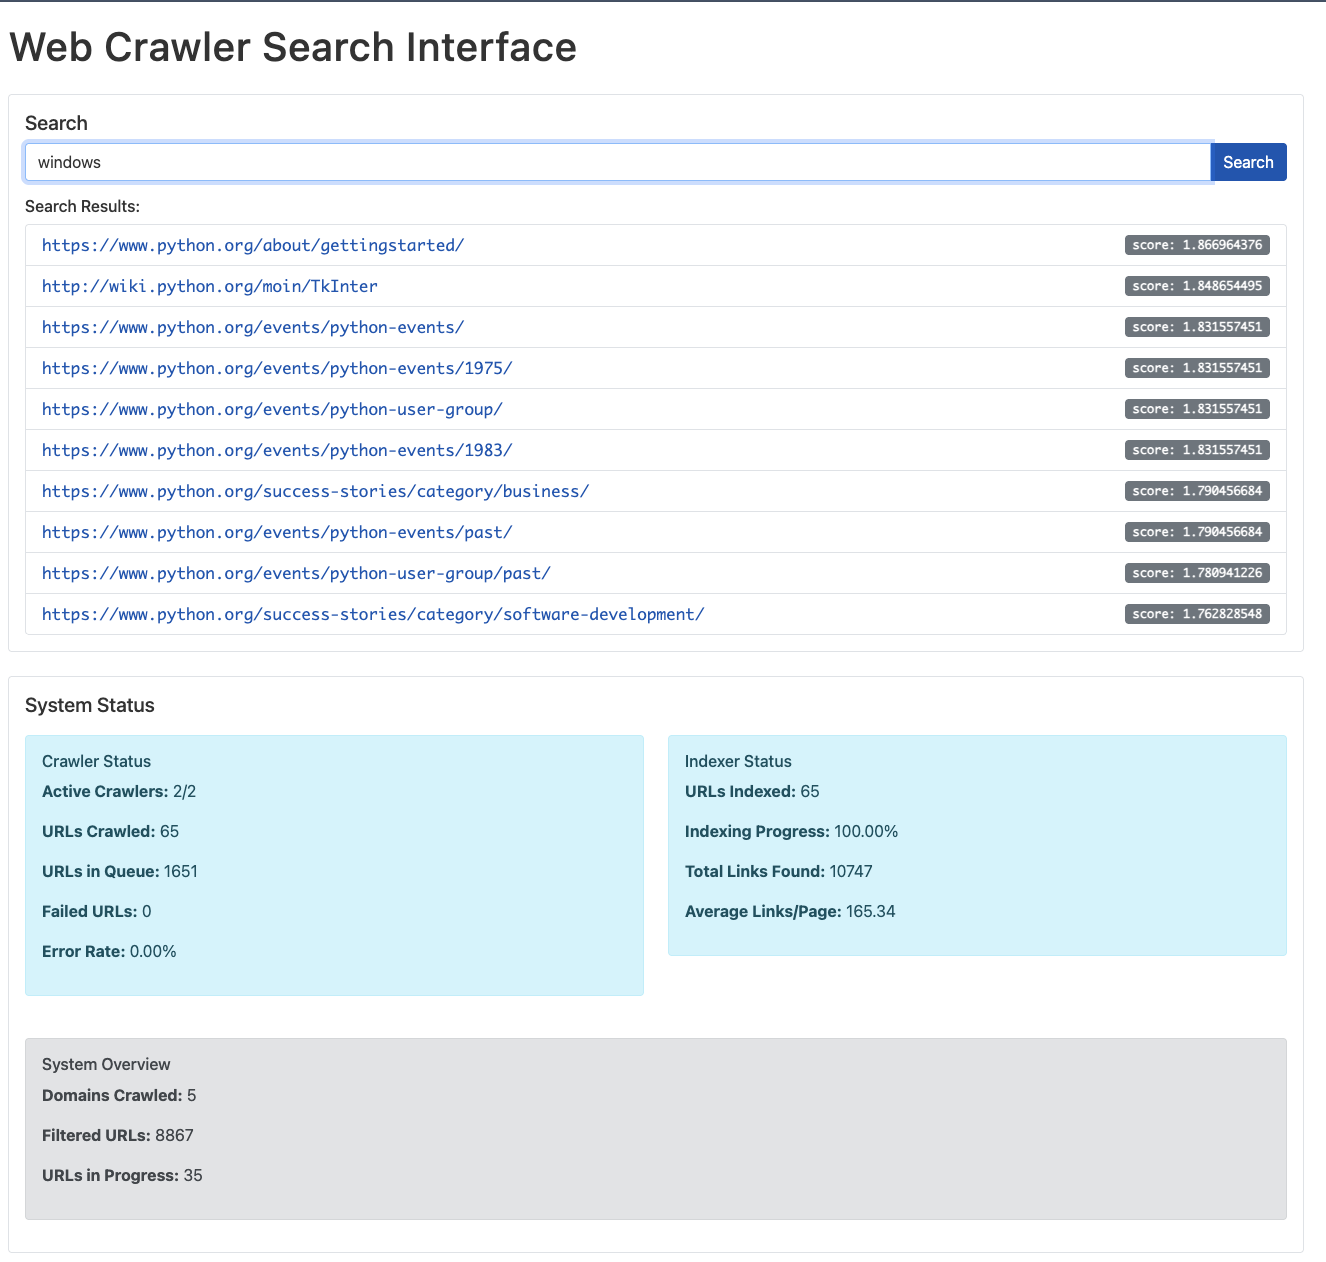 Web Crawler Search Interface
Search
windows
Search
Search Results:
https://www.python.org/about/gettingstarted/ score: 1.866964376
http://wiki.python.org/moin/TkInter score: 1.848654495
https://www.python.org/events/python-events/ score: 1.831557451
https://www.python.org/events/python-events/1975/ score: 1.831557451
https://www.python.org/events/python-user-group/ score: 1.831557451
https://www.python.org/events/python-events/1983/ score: 1.831557451
https://www.python.org/success-stories/category/business/ score: 1.790456684
https://www.python.org/events/python-events/past/ score: 1.790456684
https://www.python.org/events/python-user-group/past/ score: 1.780941226
https://www.python.org/success-stories/category/software-development/ score: 1.762828548
System Status
Crawler Status
Active Crawlers: 2/2
URLs Crawled: 65
URLs in Queue: 1651
Failed URLs: 0
Error Rate: 0.00%
Indexer Status
URLs Indexed: 65
Indexing Progress: 100.00%
Total Links Found: 10747
Average Links/Page: 165.34
System Overview
Domains Crawled: 5
Filtered URLs: 8867
URLs in Progress: 35